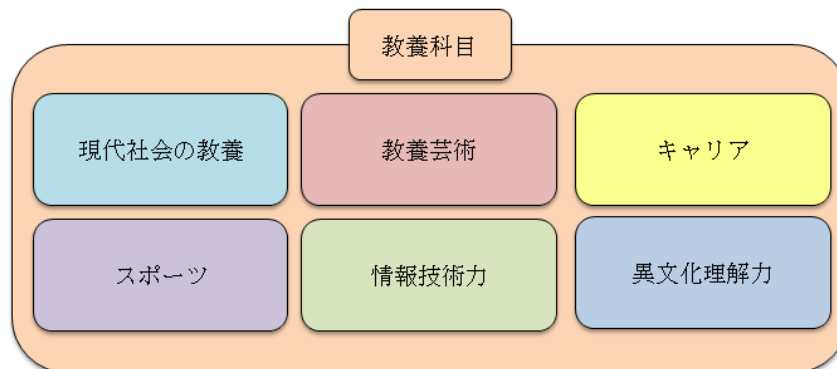 教養科目
現代社会の教養
教養芸術
キャリア
スポーツ
情報技術力
異文化理解力